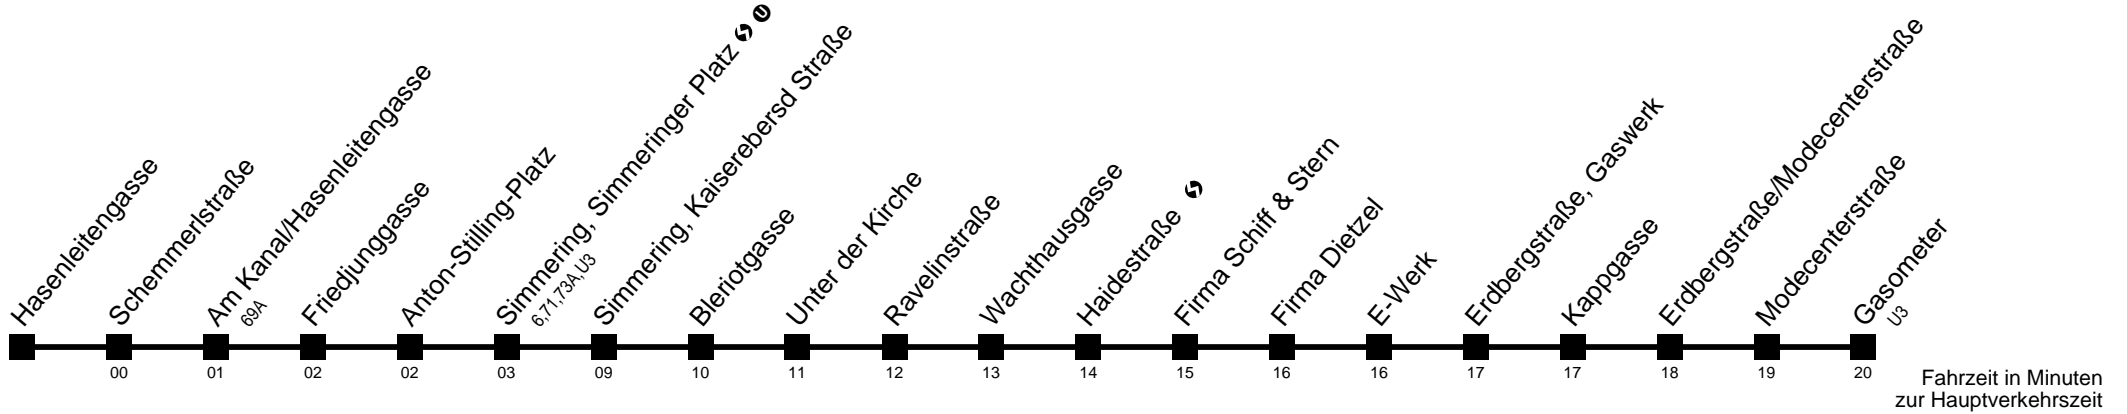 Hasenleitengasse
Schemmerlstraße
Am Kanal/Hasenleitengasse
69A
Friedjunggasse
Anton-Stilling-Platz
Simmering, Simmeringer Platz S U
6,71,73A,U3
Simmering, Kaiserebersd Straße
Bleriotgasse
Unter der Kirche
Ravelinstraße
Wachthausgasse
Haidestraße S
Firma Schiff & Stern
Firma Dietzel
E-Werk
Erdbergstraße, Gaswerk
Kappgasse
Erdbergstraße/Modecenterstraße
Modecenterstraße
Gasometer
U3
00 01 02 02 03 09 10 11 12 13 14 15 16 16 17 17 18 19 20
Fahrzeit in Minuten
zur Hauptverkehrszeit